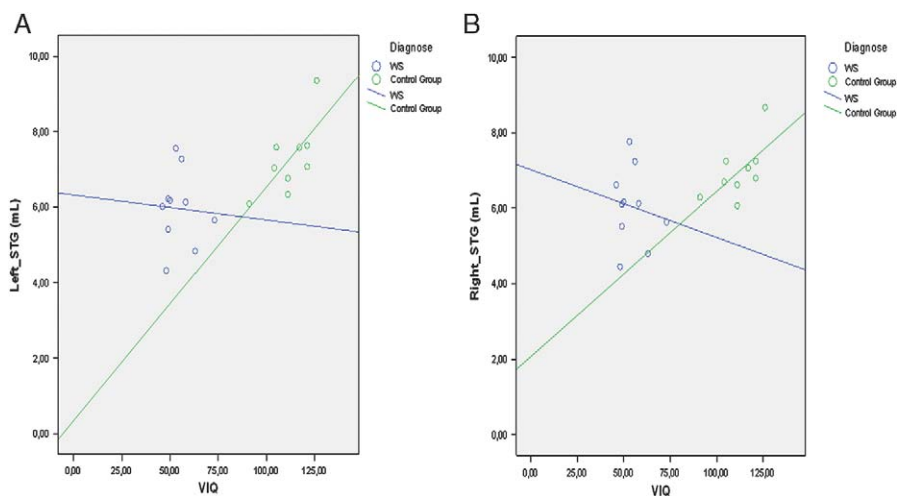 A
Diagnose
WS
Control Group
WS
Control Group
10,00
8,00
6,00
4,00
2,00
0,00
Left_STG (mL)
0,00 25,00 50,00 75,00 100,00 125,00
VIQ
B
Diagnose
WS
Control Group
WS
Control Group
10,00
8,00
6,00
4,00
2,00
0,00
Right_STG (mL)
0,00 25,00 50,00 75,00 100,00 125,00
VIQ